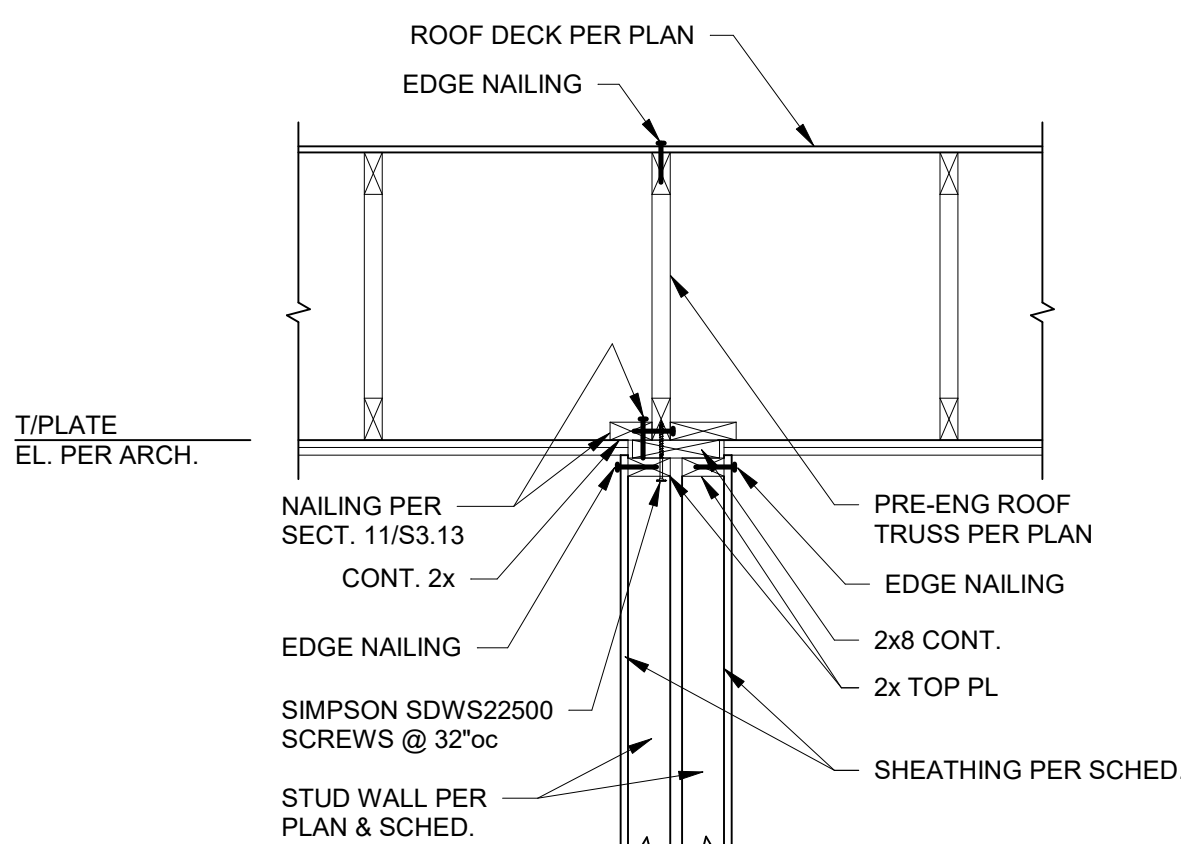 ROOF DECK PER PLAN
EDGE NAILING
T/PLATE
EL. PER ARCH.
NAILING PER
SECT. 11/S3.13
CONT. 2x
EDGE NAILING
SIMPSON SDWS22500
SCREWS @ 32"oc
STUD WALL PER
PLAN & SCHED.
PRE-ENG ROOF
TRUSS PER PLAN
EDGE NAILING
2x8 CONT.
2x TOP PL
SHEATHING PER SCHED.